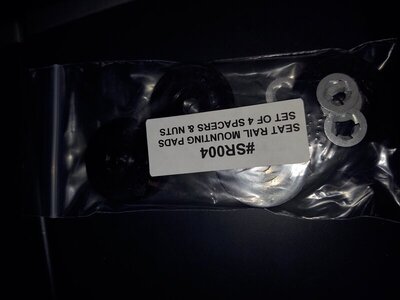 #SR004
SEAT RAIL MOUNTING PADS
SET OF 4 SPACERS & NUTS